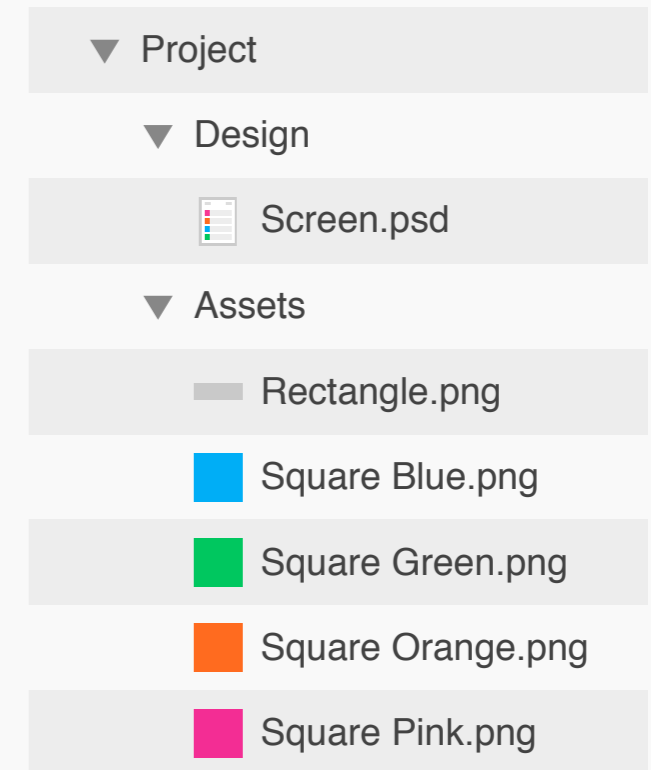 Project
Design
Screen.psd
Assets
Rectangle.png
Square Blue.png
Square Green.png
Square Orange.png
Square Pink.png